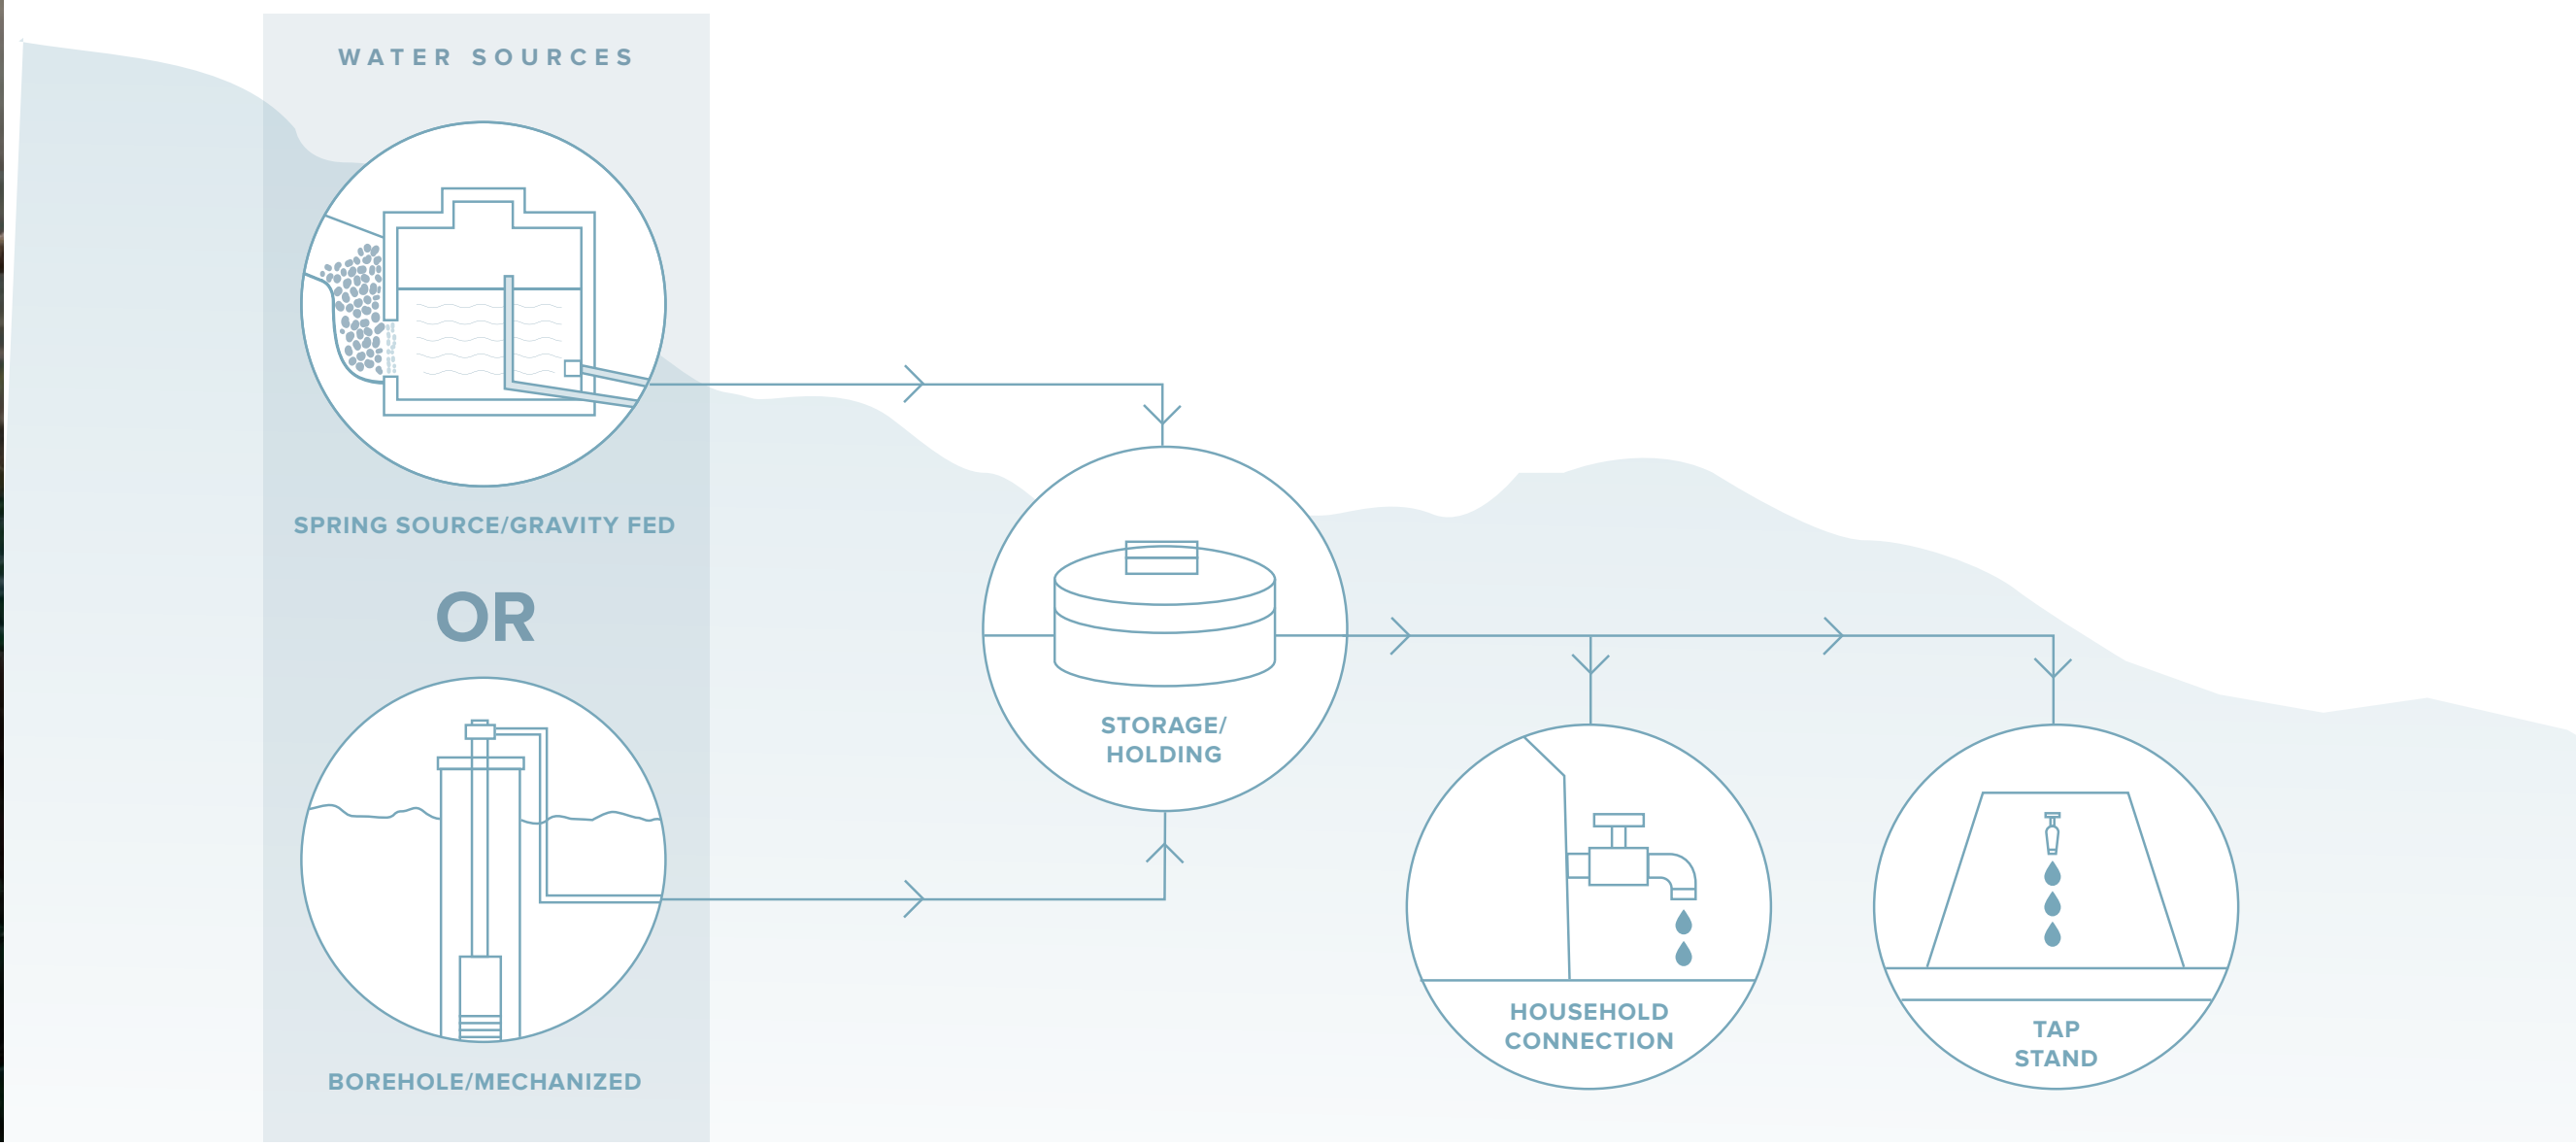 WATER SOURCES
SPRING SOURCE/GRAVITY FED
OR
BOREHOLE/MECHANIZED
STORAGE/
HOLDING
HOUSEHOLD
CONNECTION
TAP
STAND